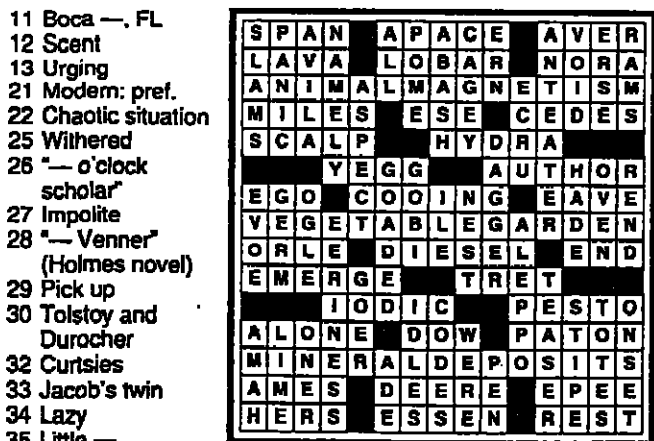 11 Boca —, FL
12 Scent
13 Urging
21 Modern: pref.
22 Chaotic situation
25 Withered
26 "— o'clock
scholar"
27 Impolite
28 "— Venner"
(Holmes novel)
29 Pick up
30 Tolstoy and
Durocher
32 Curtsies
33 Jacob's twin
34 Lazy
35 Little —
SPAN APACE AVER
LAVA LOBAR NORA
ANIMALMAGNETISM
MILES ESE CEDES
SCALP HYDRA
YEGG AUTHOR
EGO COOING EAVE
VEGETABLEGARDEN
ORLE DIESEL END
EMERGE TRET
IODIC PESTO
ALONE DOW PATON
MINERALDEPOSITS
AMES DEERE EPEE
HERS ESSEN REST